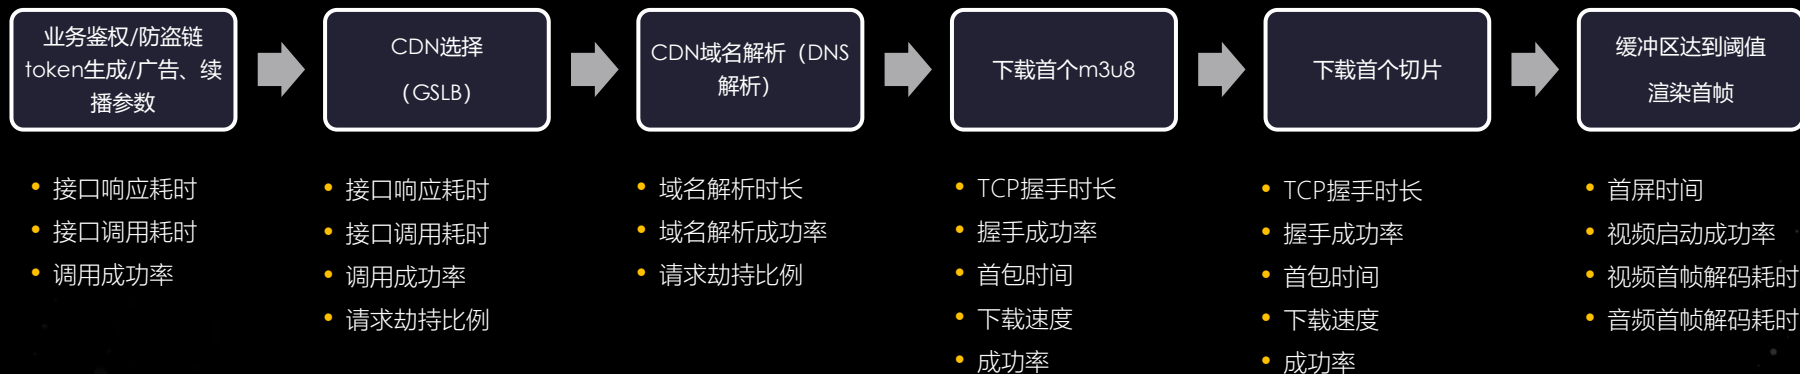 业务鉴权/防盗链
token生成/广告、续
播参数
CDN选择
（GSLB）
CDN域名解析（DNS
解析）
下载首个m3u8
下载首个切片
缓冲区达到阈值
渲染首帧
• 接口响应耗时
• 接口调用耗时
• 调用成功率
• 接口响应耗时
• 接口调用耗时
• 调用成功率
• 请求劫持比例
• 域名解析时长
• 域名解析成功率
• 请求劫持比例
• TCP握手时长
• 握手成功率
• 首包时间
• 下载速度
• 成功率
• TCP握手时长
• 握手成功率
• 首包时间
• 下载速度
• 成功率
• 首屏时间
• 视频启动成功率
• 视频首帧解码耗时
• 音频首帧解码耗时